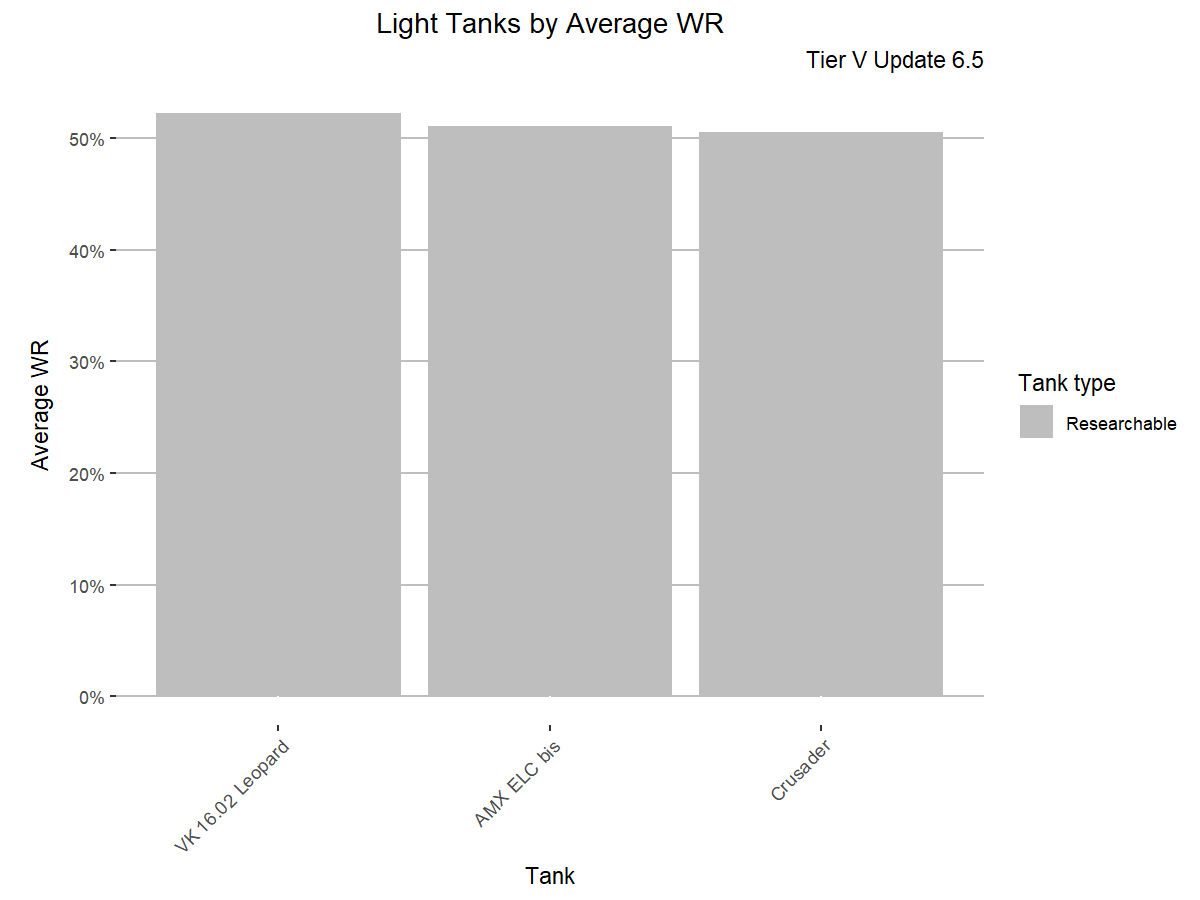 Light Tanks by Average WR
Tier V Update 6.5
50%
40%
30%
20%
10%
0%
Average WR
VK 16.02 Leopard
AMX ELC bis
Crusader
Tank
Tank type
Researchable